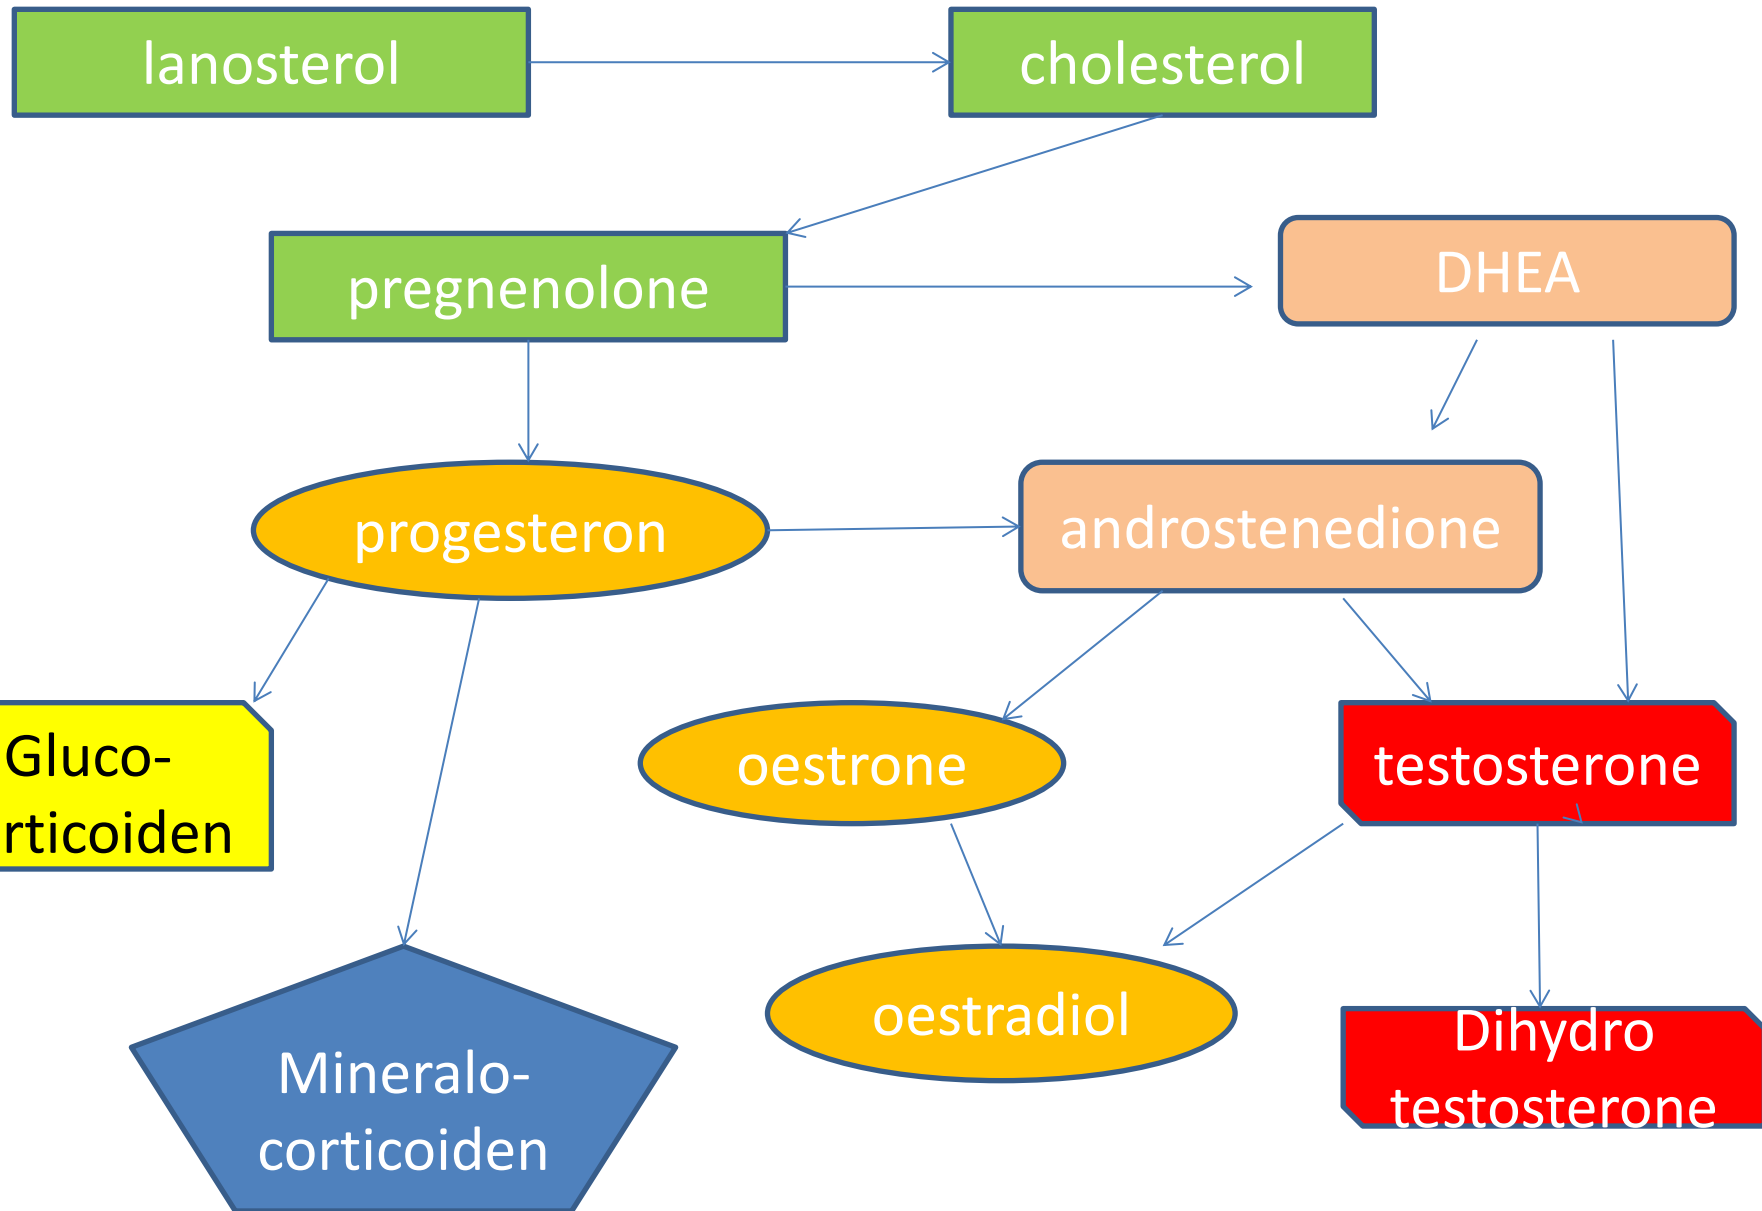 lanosterol
cholesterol
pregnenolone
DHEA
progesteron
androstenedione
Gluco-
rticoiden
oestrone
testosterone
oestradiol
Dihydro
testosterone
Mineralo-
corticoiden